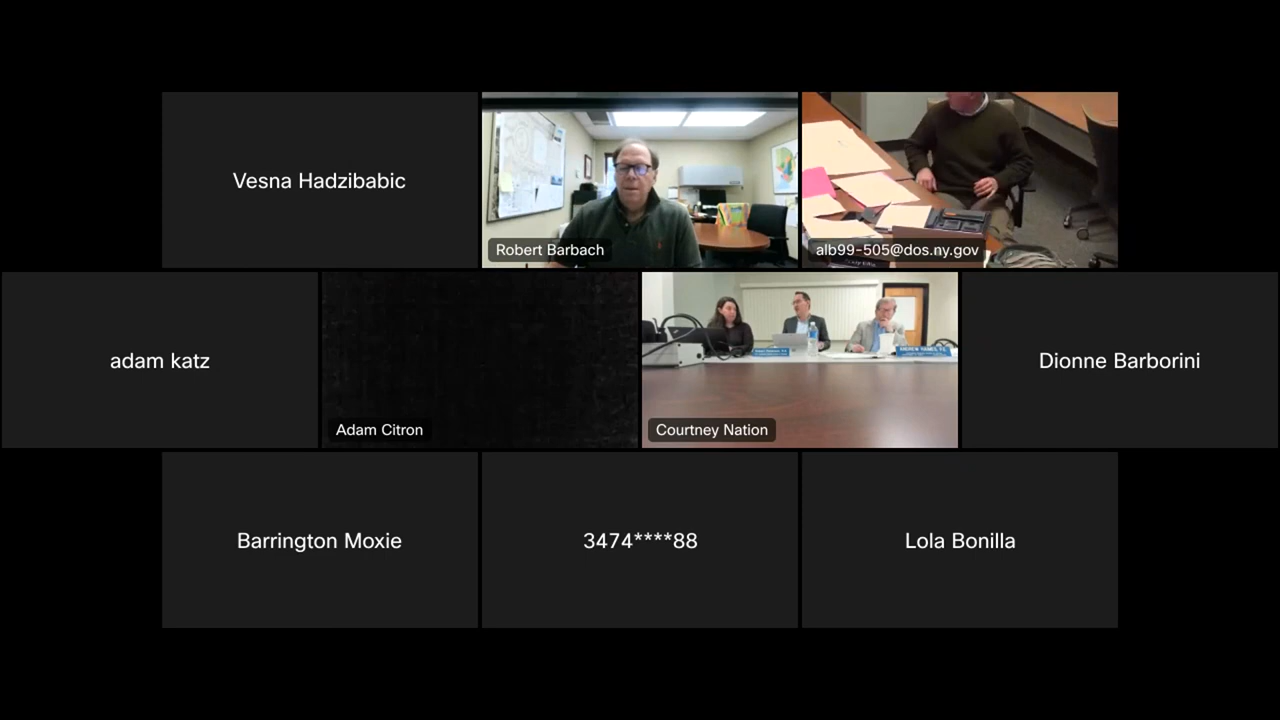 Vesna Hadzibabic
Robert Barbach
alb99-505@dos.ny.gov
adam katz
Adam Citron
Courtney Nation
Dionne Barborini
Barrington Moxie
3474****88
Lola Bonilla